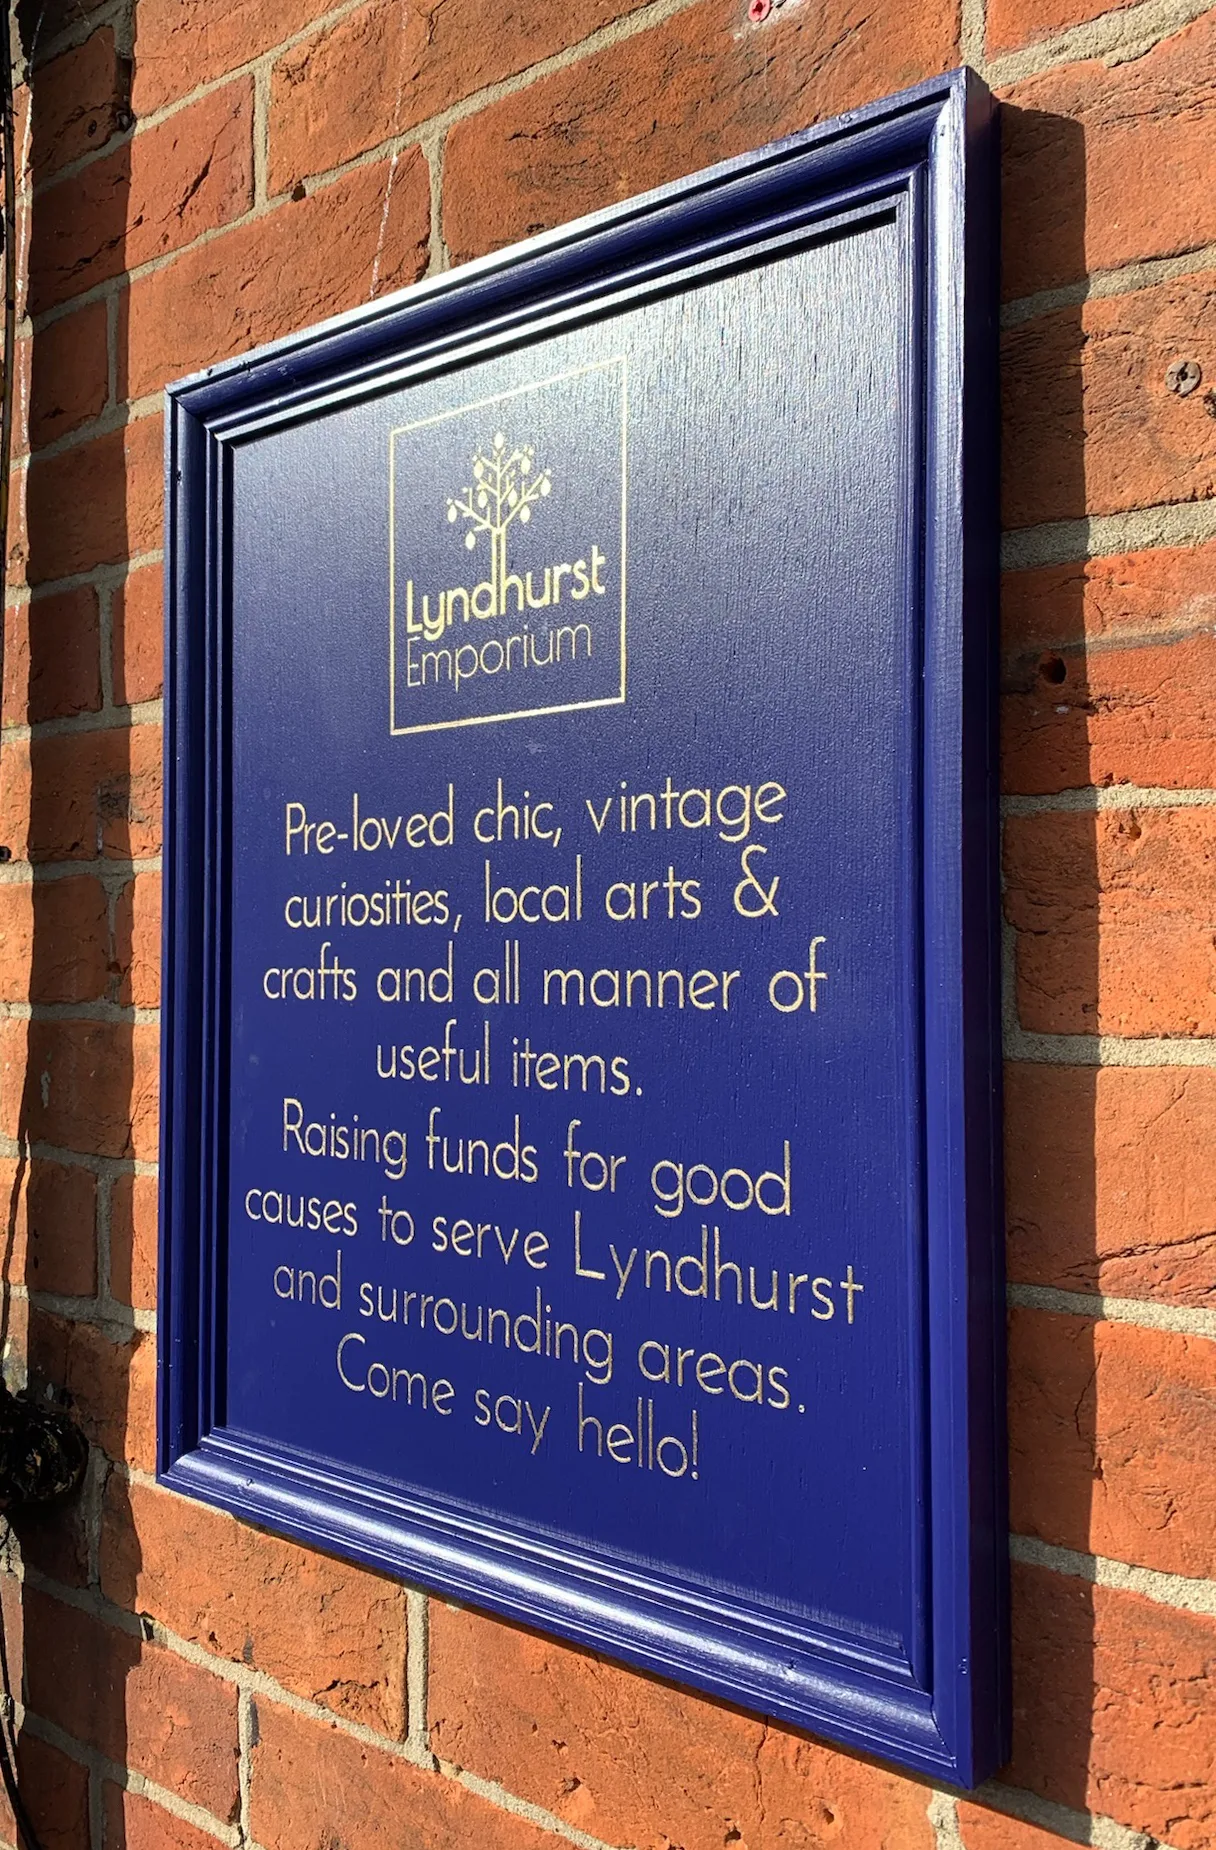 Lyndhurst
Emporium
Pre-loved chic, vintage
curiosities, local arts &
crafts and all manner of
useful items.
Raising funds for good
causes to serve Lyndhurst
and surrounding areas.
Come say hello!